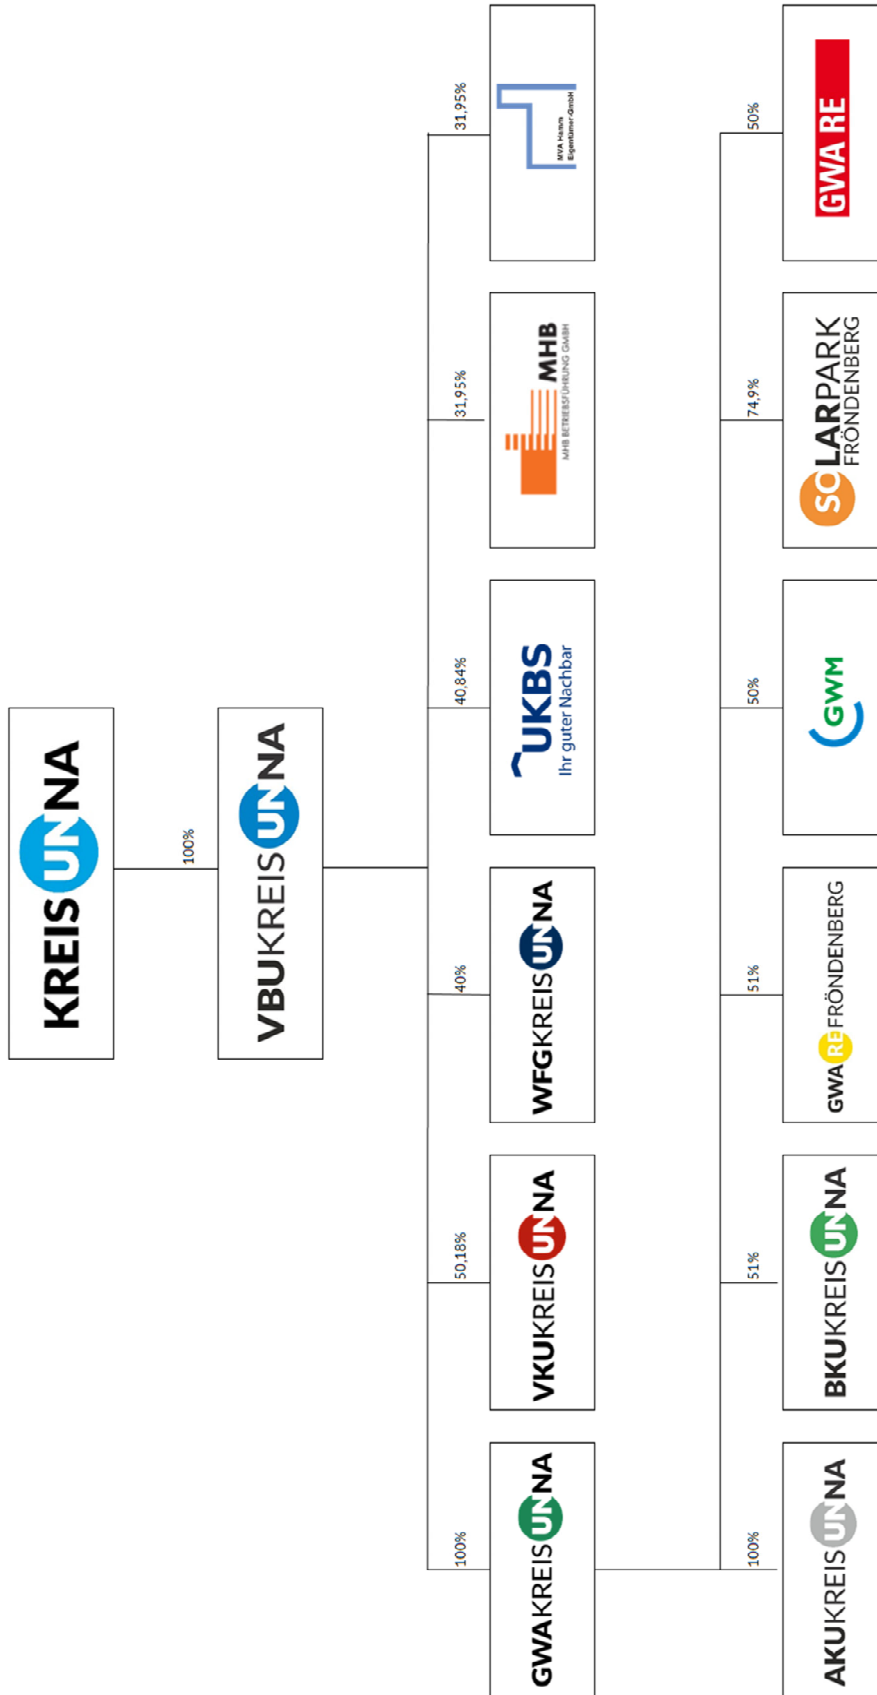 KREIS UNNA
100%
VBUKREISUNNA
100%
50,18%
40%
40,84%
31,95%
31,95%
GWAKREISUNNA
VKUKREISUNNA
WFGKREISUNNA
UKBS
Ihr guter Nachbar
MHB
MHB BETRIEBSFÜHRUNG GMBH
MVA Hamm
Eigentümer-GmbH
100%
51%
51%
50%
74,9%
50%
AKUKREISUNNA
BKUKREISUNNA
GWA RE FRÖNDENBERG
GWM
SOLARPARK
FRÖNDENBERG
GWA RE